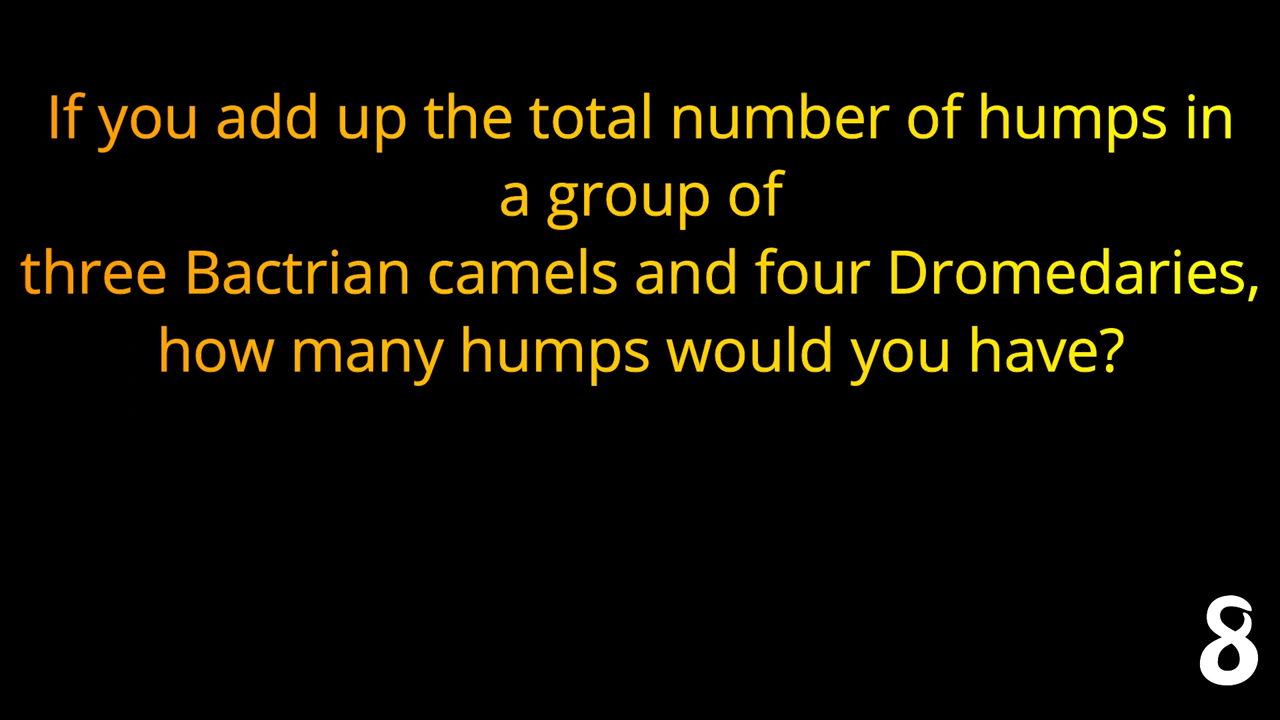 If you add up the total number of humps in
a group of
three Bactrian camels and four Dromedaries,
how many humps would you have?
8